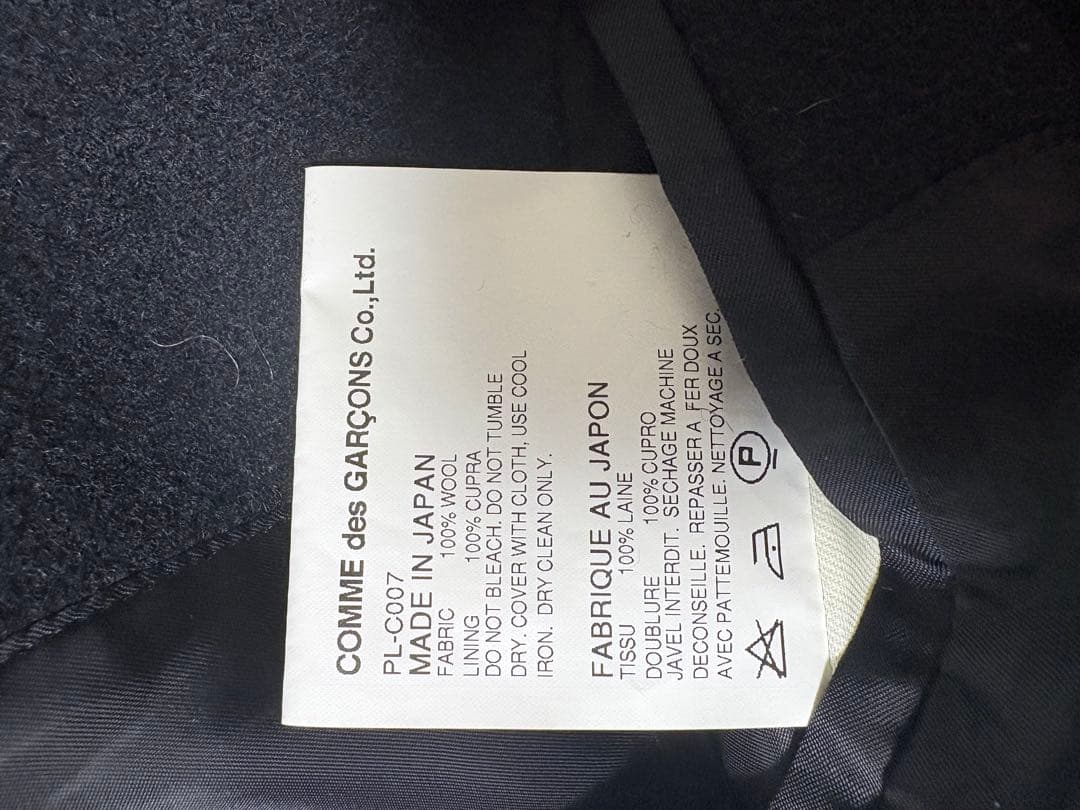 COMME des GARÇONS Co.,Ltd.
PL-C007
MADE IN JAPAN
FABRIC 100% WOOL
LINING 100% CUPRA
DO NOT BLEACH. DO NOT TUMBLE
DRY. COVER WITH CLOTH, USE COOL
IRON. DRY CLEAN ONLY.
FABRIQUE AU JAPON
TISSU 100% LAINE
DOUBLURE 100% CUPRO
JAVEL INTERDIT. SECHAGE MACHINE
DECONSEILLE. REPASSER A FER DOUX
AVEC PATTEMOUILLE. NETTOYAGE A SEC.
P